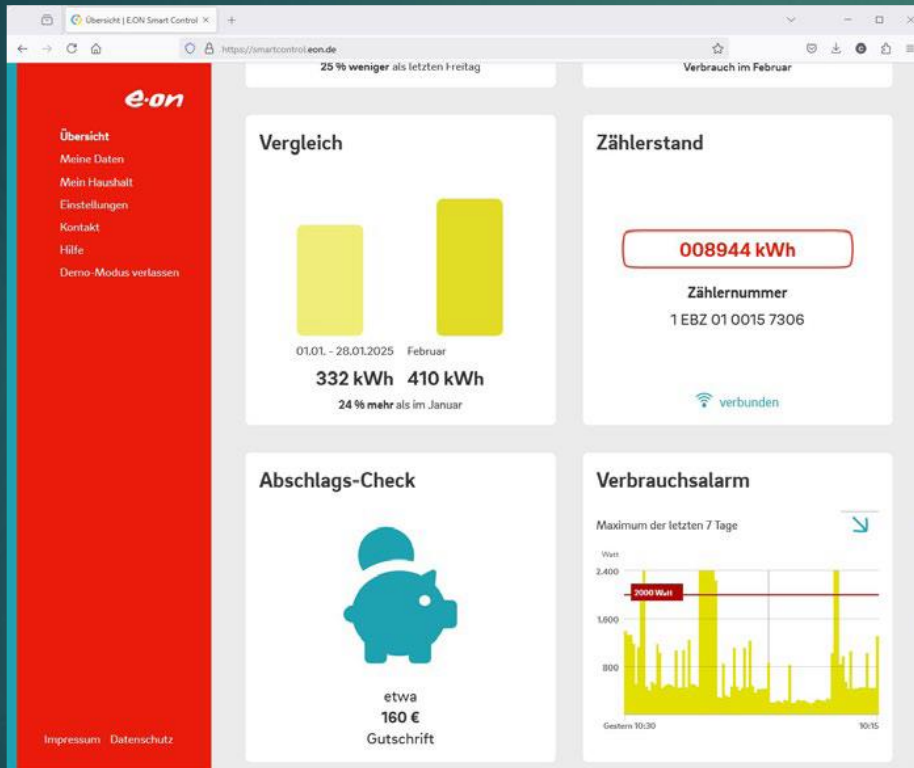 Übersicht | E.ON Smart Control
https://smartcontrol.eon.de
e·on
Übersicht
Meine Daten
Mein Haushalt
Einstellungen
Kontakt
Hilfe
Demo-Modus verlassen
Impressum Datenschutz
25 % weniger als letzten Freitag
Verbrauch im Februar
Vergleich
01.01. - 28.01.2025 Februar
332 kWh 410 kWh
24 % mehr als im Januar
Zählerstand
008944 kWh
Zählernummer
1 EBZ 01 0015 7306
verbunden
Abschlags-Check
etwa
160 €
Gutschrift
Verbrauchsalarm
Maximum der letzten 7 Tage
Watt
2.400
2000 Watt
1.600
800
Gestern 10:30 10:15